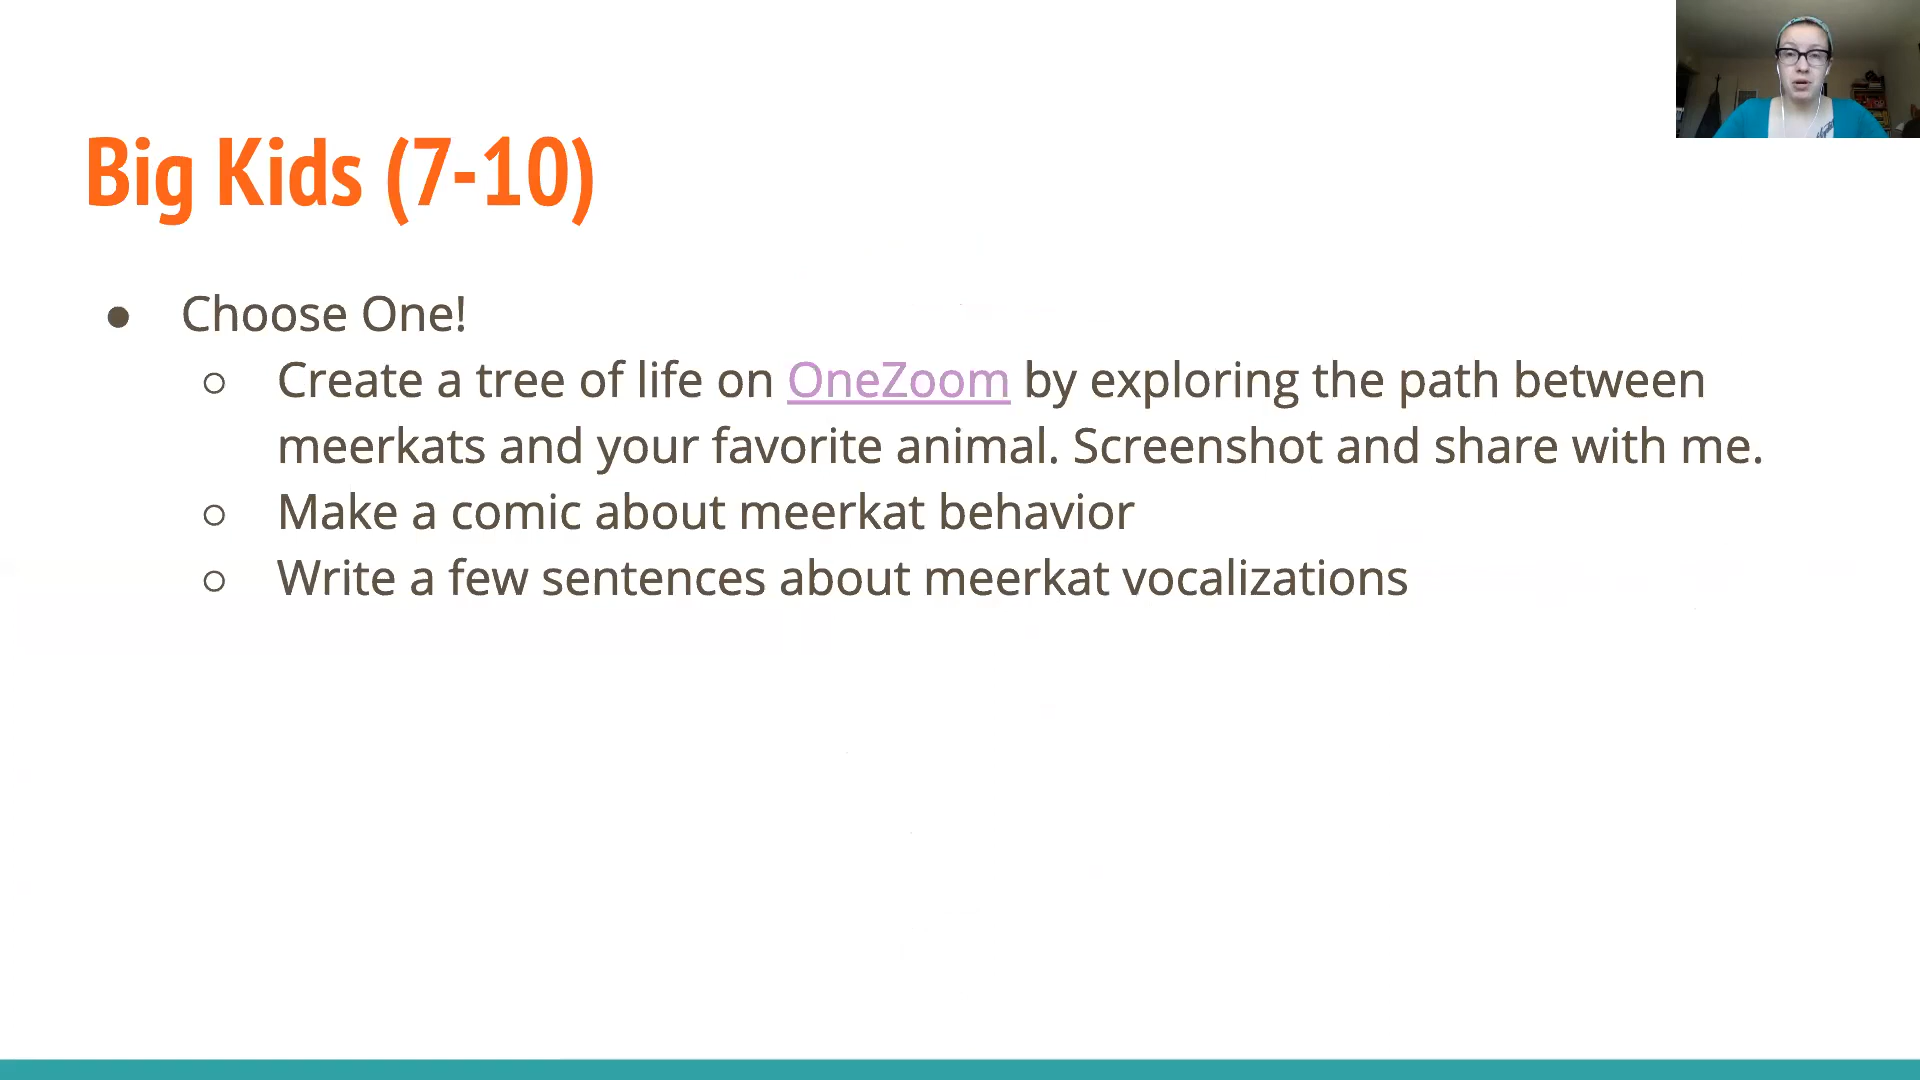 Big Kids (7-10)
● Choose One!
○ Create a tree of life on OneZoom by exploring the path between
meerkats and your favorite animal. Screenshot and share with me.
○ Make a comic about meerkat behavior
○ Write a few sentences about meerkat vocalizations